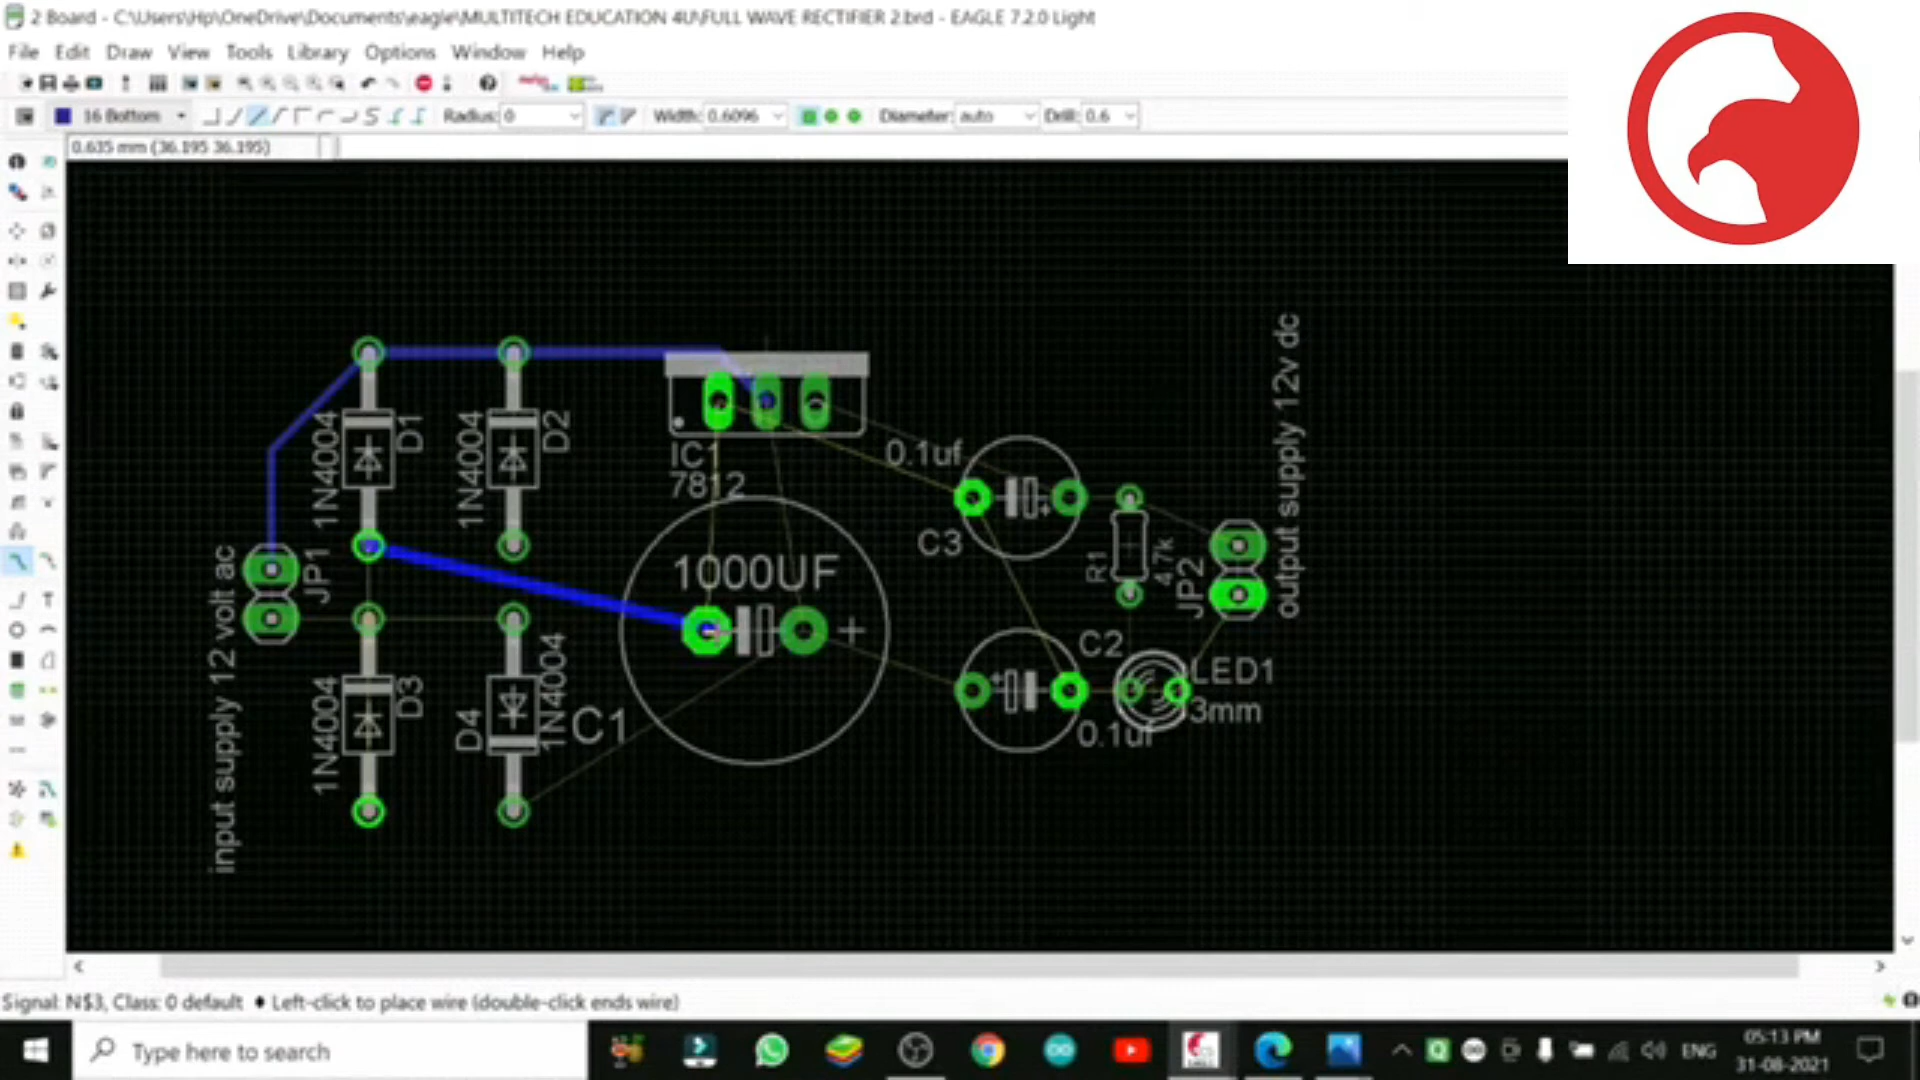 2 Board - C:\Users\Hp\OneDrive\Documents\eagle\MULTITECH EDUCATION 4U\FULL WAVE RECTIFIER 2.brd - EAGLE 7.2.0 Light
File Edit Draw View Tools Library Options Window Help
16 Bottom Radius: 0 Width: 0.6096 Diameter: auto Drill: 0.6
0.635 mm (36.195 36.195)
output supply 12v dc
1N4004
D1
1N4004
D2
IC1
7812
0.1uf
C3
R1
4.7k
JP2
input supply 12 volt ac
JP1
1000UF
+
C1
1N4004
D3
D4
1N4004
C2
0.1uf
LED1
3mm
Signal: N$3, Class: 0 default ♦ Left-click to place wire (double-click ends wire)
Type here to search
ENG
05:13 PM
31-08-2021